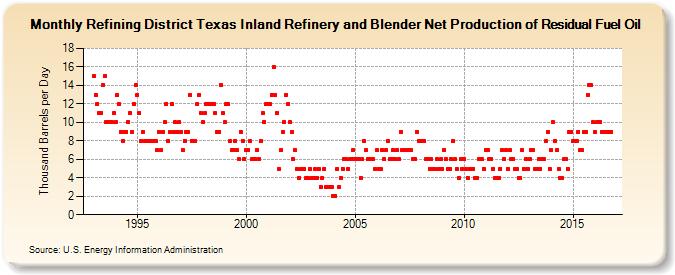 Monthly Refining District Texas Inland Refinery and Blender Net Production of Residual Fuel Oil
Thousand Barrels per Day
18
16
14
12
10
8
6
4
2
0
1995 2000 2005 2010 2015
Source: U.S. Energy Information Administration